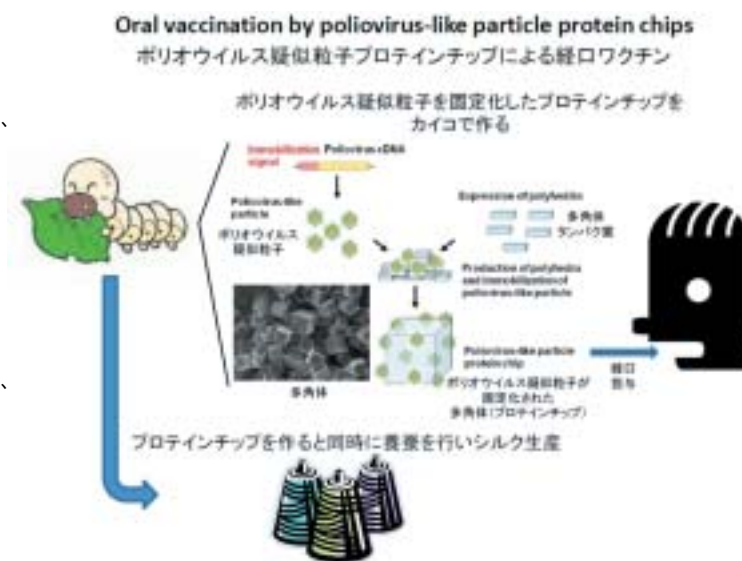 Oral vaccination by poliovirus-like particle protein chips
ポリオウイルス疑似粒子プロテインチップによる経口ワクチン
ポリオウイルス疑似粒子を固定化したプロテインチップを
カイコで作る
、
Immobilization Poliovirus cDNA
signal
Poliovirus-like
particle
ポリオウイルス
疑似粒子
Expression of polyhedrin
多角体
タンパク質
Production of polyhedra
and immobilization of
poliovirus-like particle
多角体
Poliovirus-like particle
protein chip
ポリオウイルス疑似粒子が
固定化された
多角体(プロテインチップ)
経口
投与
、
プロテインチップを作ると同時に養蚕を行いシルク生産